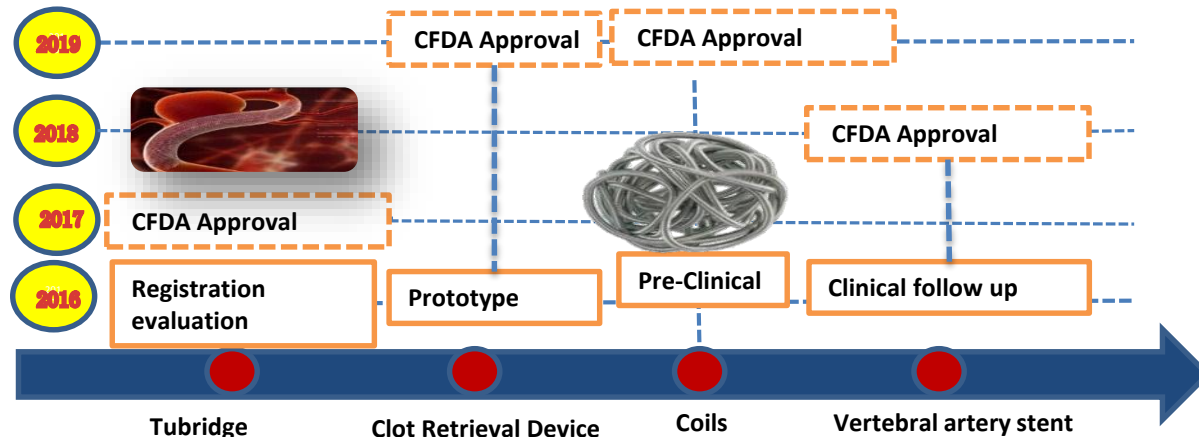 2019
CFDA Approval
CFDA Approval
2018
CFDA Approval
2017
CFDA Approval
2016
Registration
evaluation
Prototype
Pre-Clinical
Clinical follow up
Tubridge
Clot Retrieval Device
Coils
Vertebral artery stent